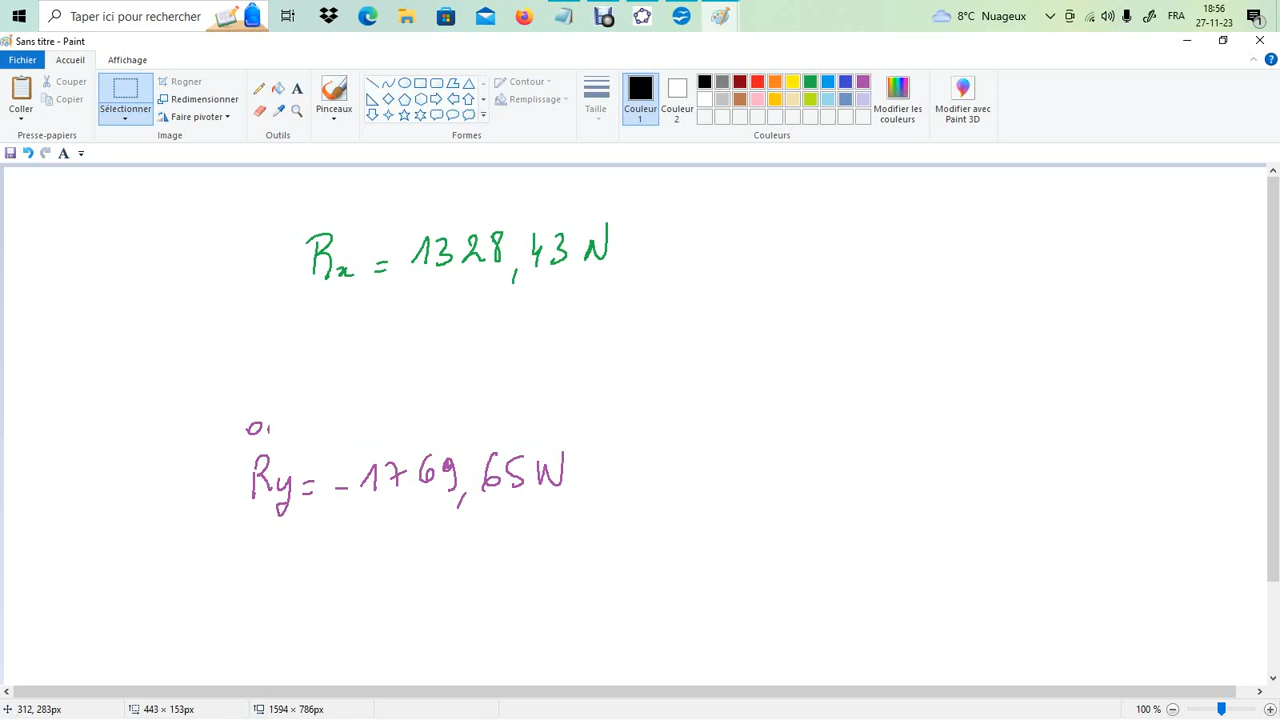 Taper ici pour rechercher
8°C Nuageux
FRA
18:56
27-11-23
1
Sans titre - Paint
Fichier
Accueil
Affichage
Coller
Couper
Copier
Presse-papiers
Sélectionner
Rogner
Redimensionner
Faire pivoter
Image
A
Outils
Pinceaux
Contour
Remplissage
Formes
Taille
Couleur 1
Couleur 2
Modifier les couleurs
Couleurs
Modifier avec Paint 3D
A
Rx = 1328,43 N
Ry = - 1769,65 N
312, 283px
443 × 153px
1594 × 786px
100 %